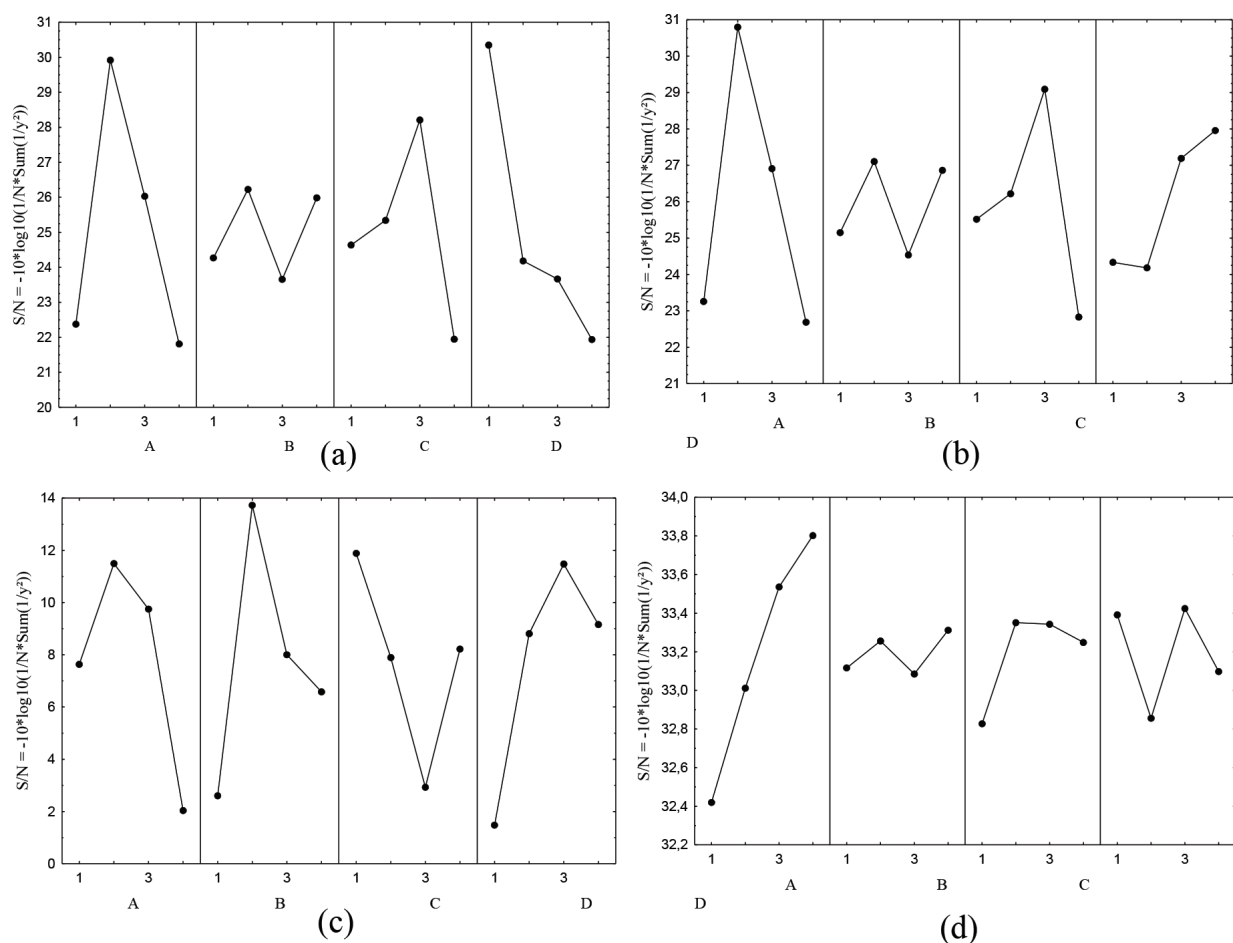 S/N = -10*log10(1/N*Sum(1/y²))
31
30
29
28
27
26
25
24
23
22
21
20
1 3 1 3 1 3 1 3
A B C D
(a)
S/N = -10*log10(1/N*Sum(1/y²))
31
30
29
28
27
26
25
24
23
22
21
1 3 1 3 1 3 1 3
D A B C
(b)
S/N = -10*log10(1/N*Sum(1/y²))
14
12
10
8
6
4
2
0
1 3 1 3 1 3 1 3
A B C D
(c)
S/N = -10*log10(1/N*Sum(1/y²))
34,0
33,8
33,6
33,4
33,2
33,0
32,8
32,6
32,4
32,2
1 3 1 3 1 3 1 3
D A B C
(d)